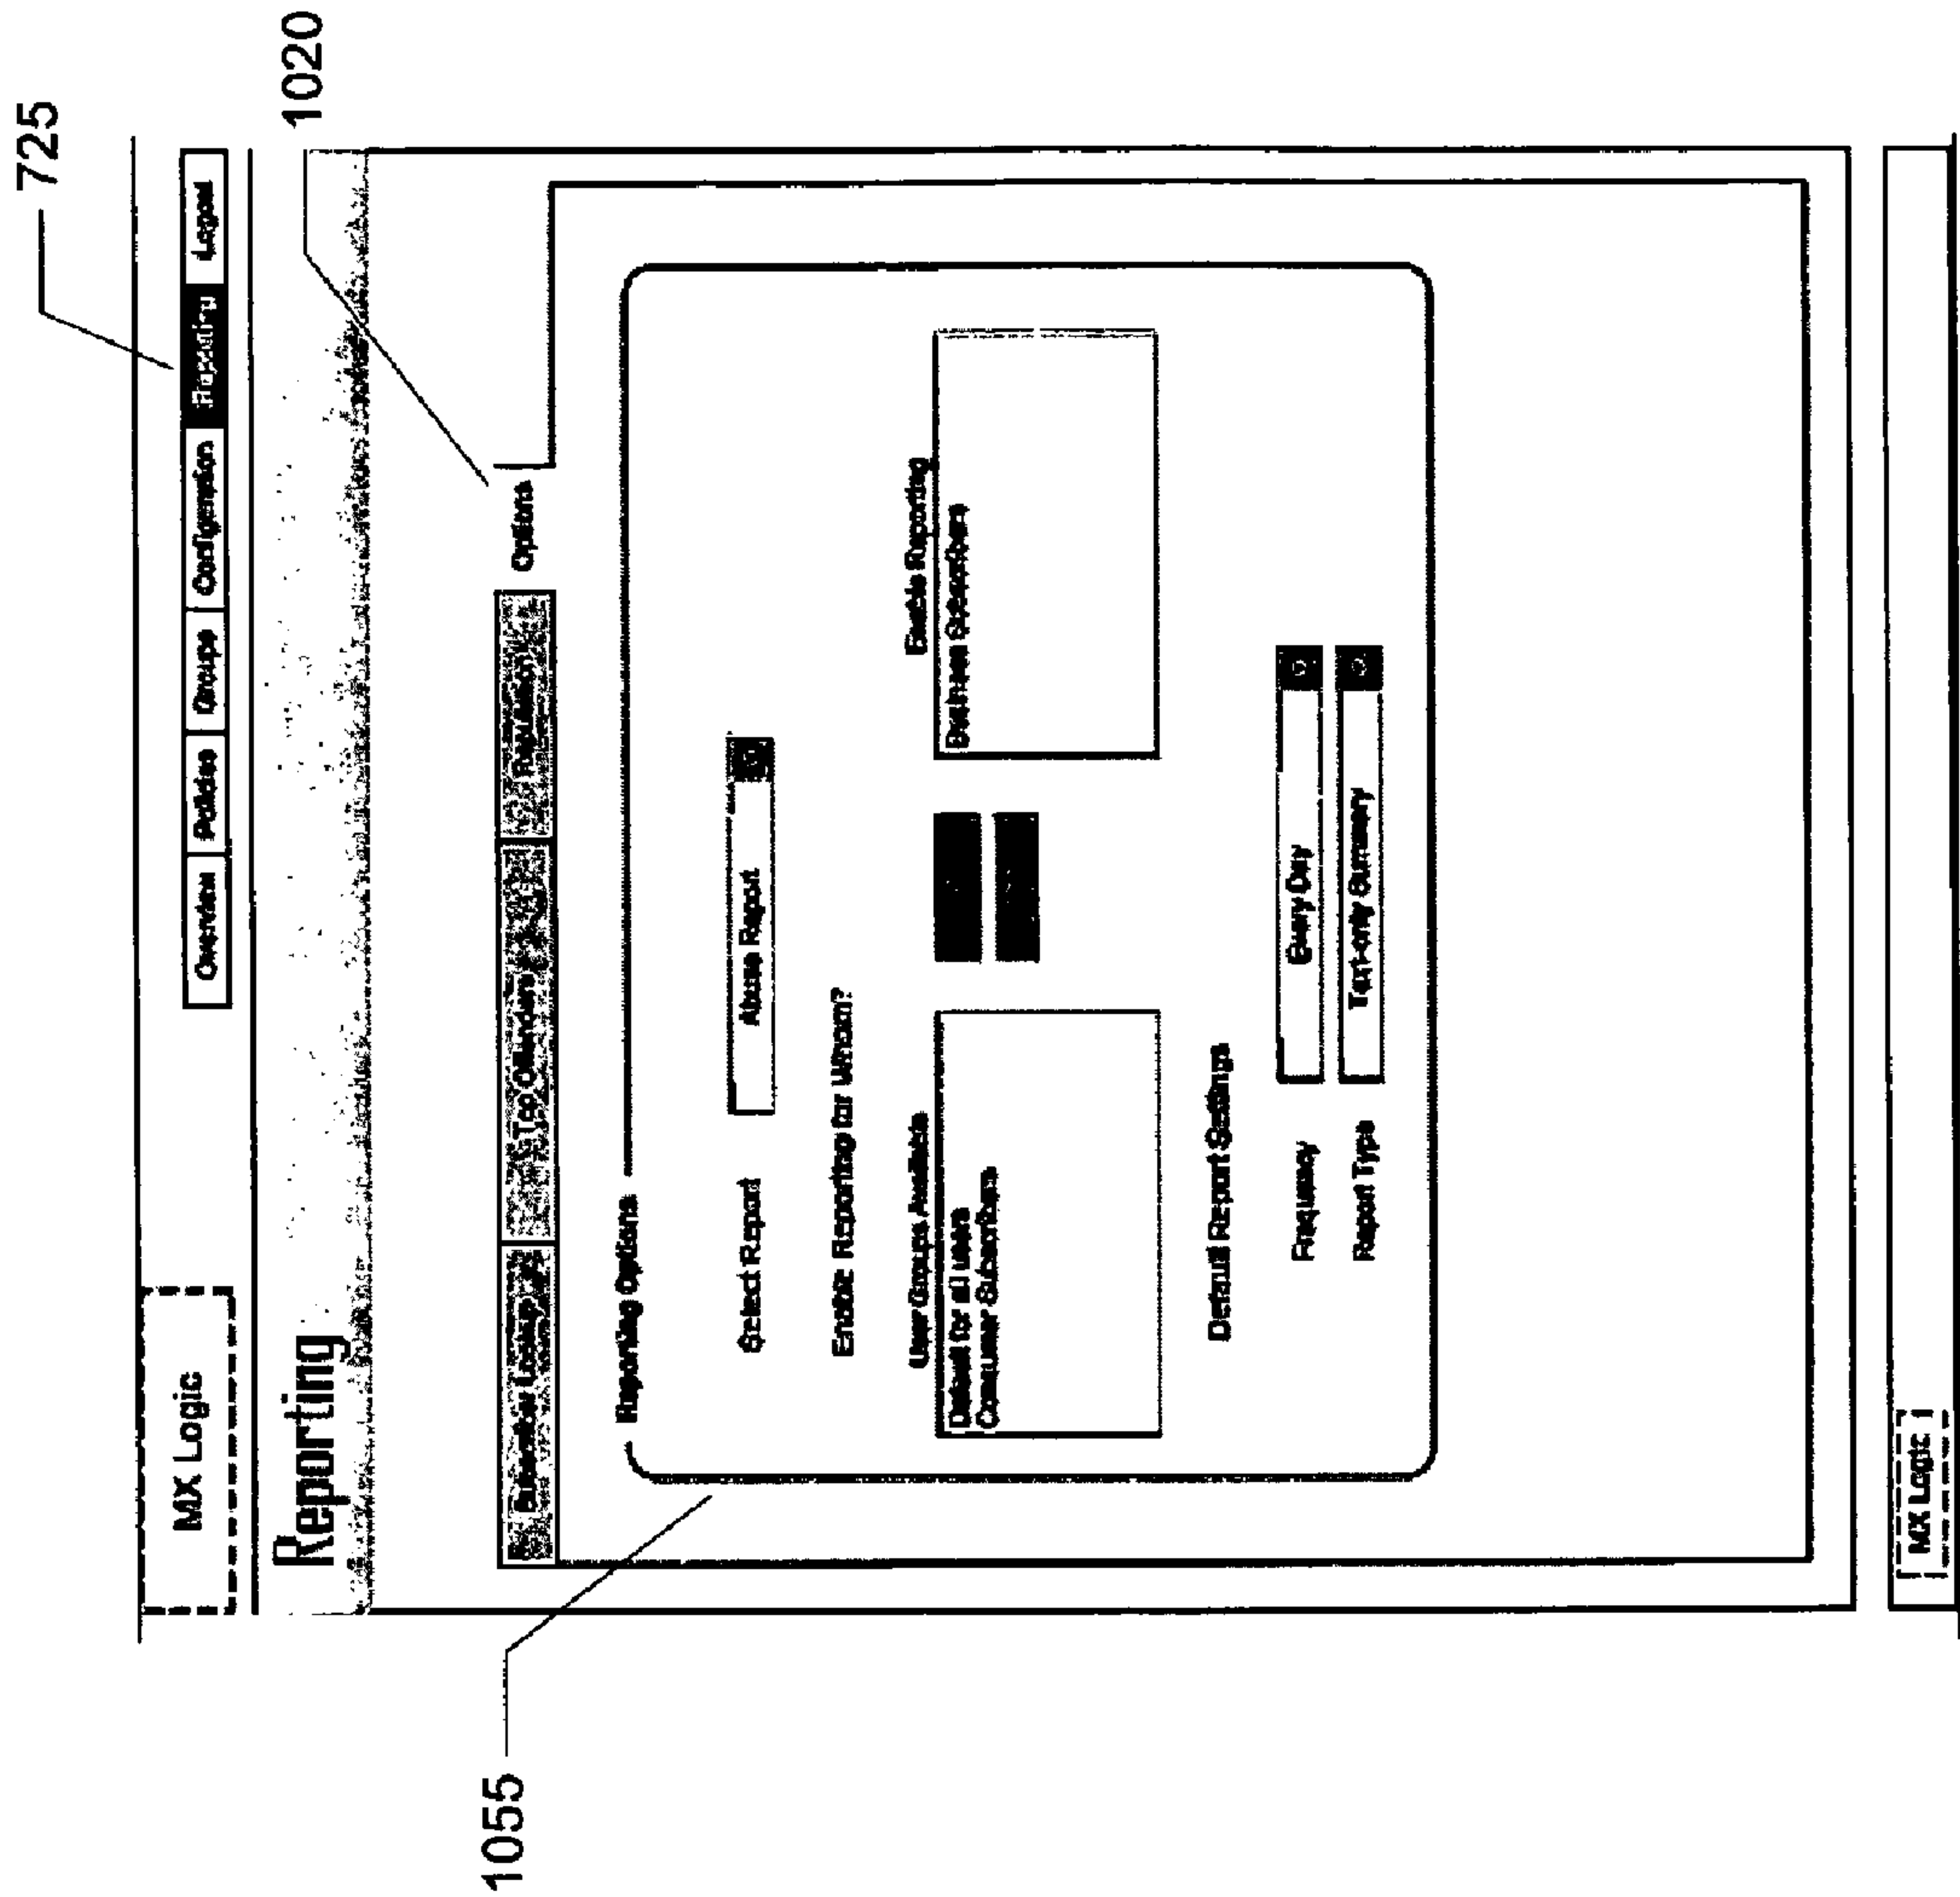 725
MX Logic
Overview Policies Groups Configuration Reporting Logout
Reporting
1020
Subscriber Lookup Top Offenders Reputation Options
1055
Reporting Options
Select Report Abuse Report
Enable Reporting for Whom?
User Groups Available Enable Reporting
Default for all users Business Subscribers
Consumer Subscribers
Default Report Settings
Frequency Every Day
Report Type Text-only Summary
MX Logic